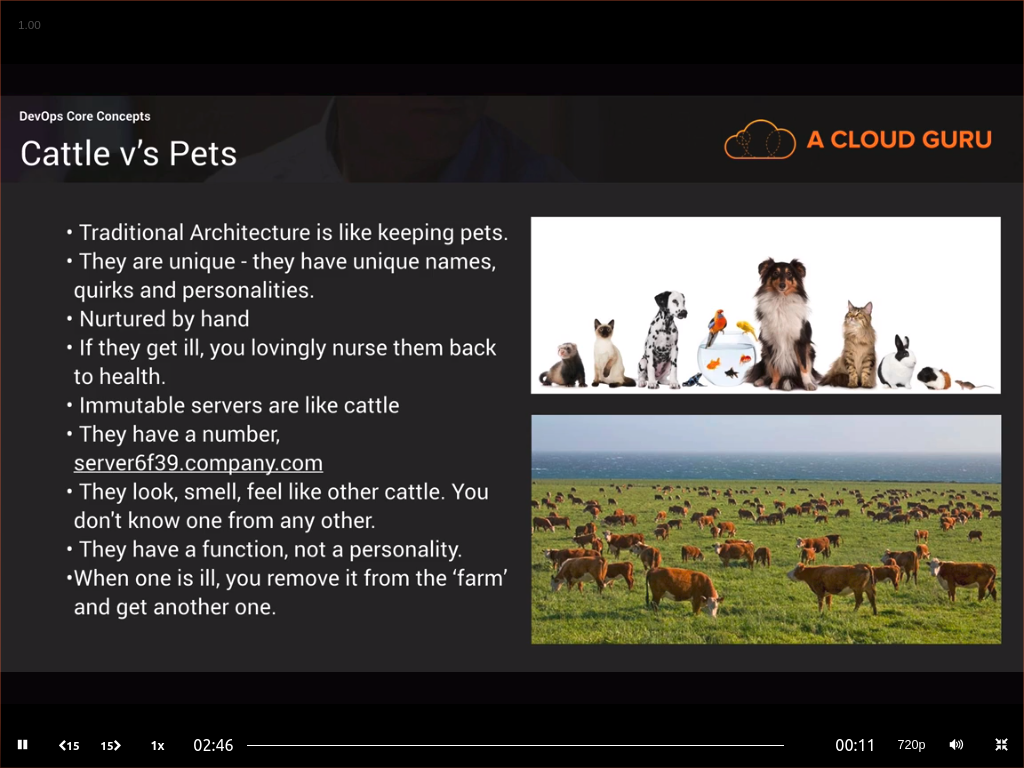 1.00
DevOps Core Concepts
Cattle v’s Pets
A CLOUD GURU
• Traditional Architecture is like keeping pets.
• They are unique - they have unique names,
quirks and personalities.
• Nurtured by hand
• If they get ill, you lovingly nurse them back
to health.
• Immutable servers are like cattle
• They have a number,
server6f39.company.com
• They look, smell, feel like other cattle. You
don't know one from any other.
• They have a function, not a personality.
•When one is ill, you remove it from the ‘farm’
and get another one.
15 15 1x 02:46 00:11 720p